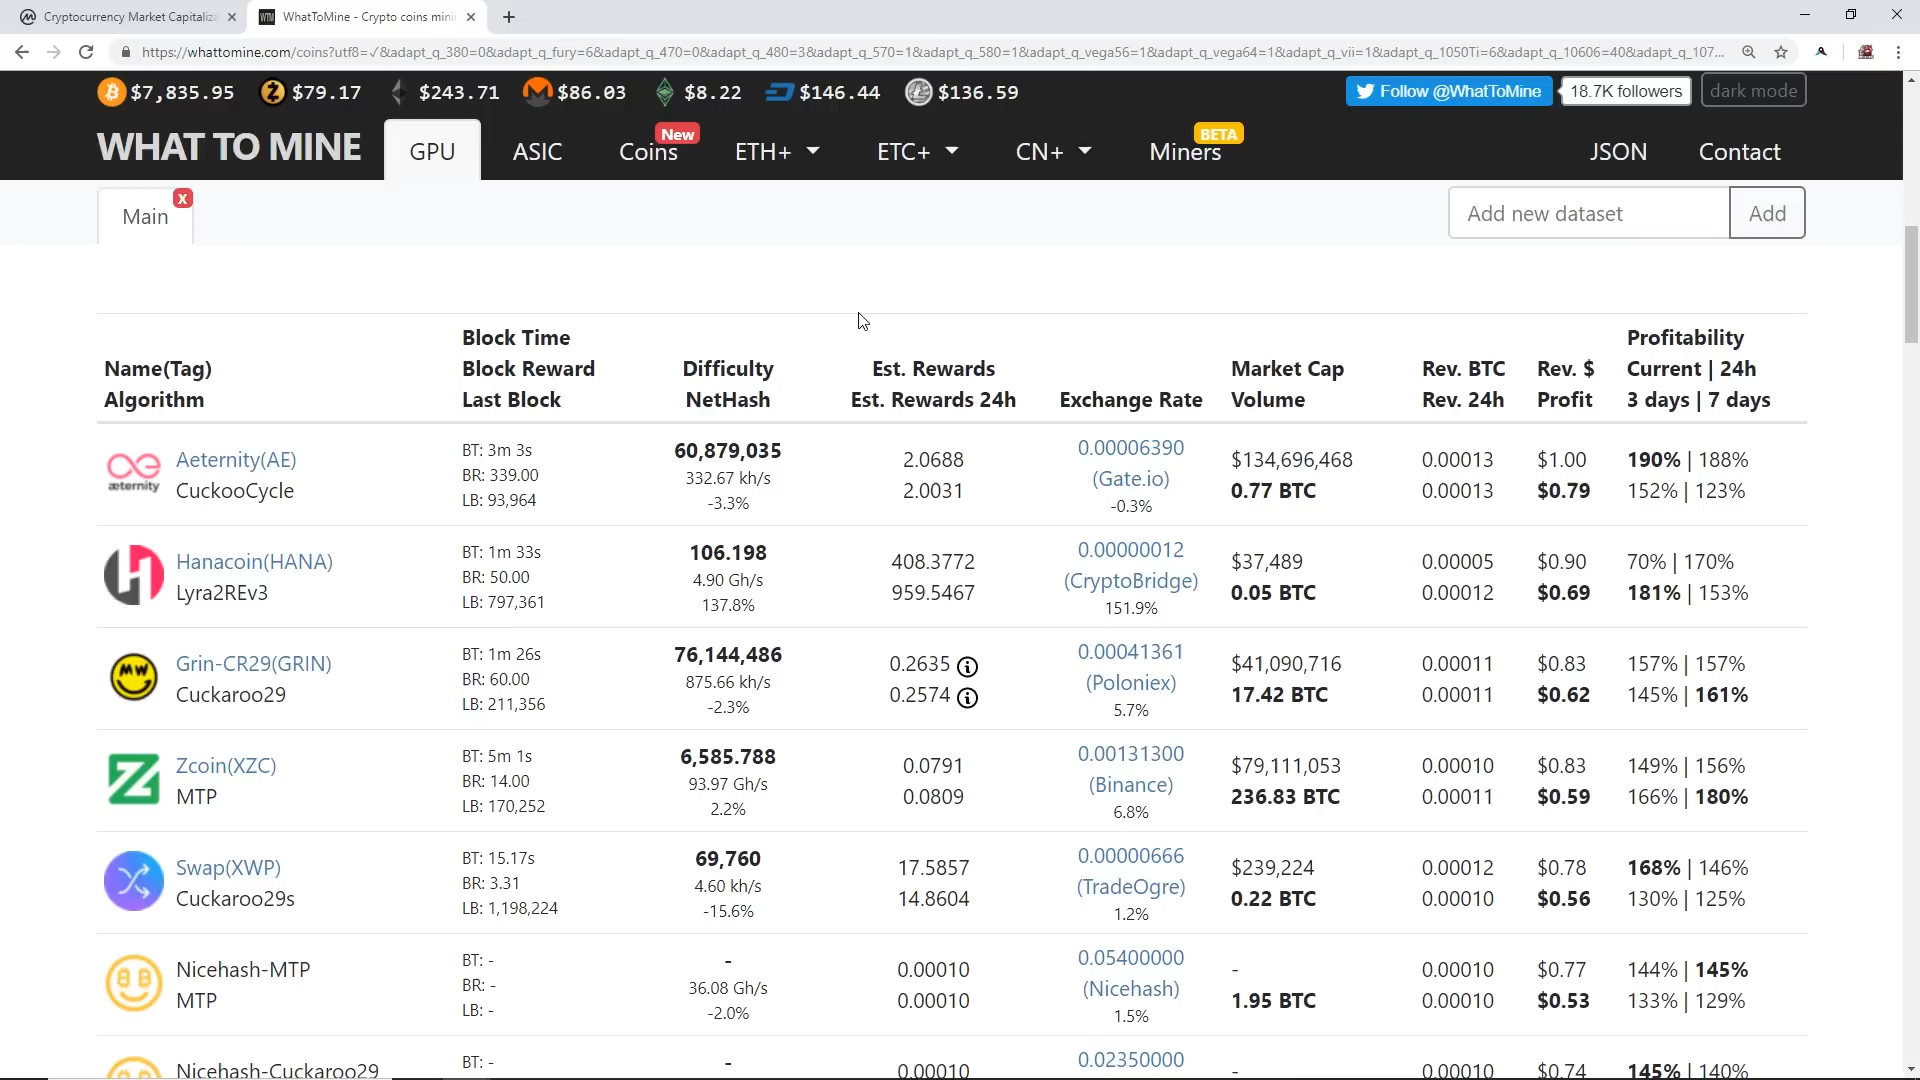 Cryptocurrency Market Capitaliza
WhatToMine - Crypto coins mini
https://whattomine.com/coins?utf8=✓&adapt_q_380=0&adapt_q_fury=6&adapt_q_470=0&adapt_q_480=3&adapt_q_570=1&adapt_q_580=1&adapt_q_vega56=1&adapt_q_vega64=1&adapt_q_vii=1&adapt_q_1050Ti=6&adapt_q_10606=40&adapt_q_107...
$7,835.95 $79.17 $243.71 $86.03 $8.22 $146.44 $136.59
Follow @WhatToMine 18.7K followers dark mode
WHAT TO MINE GPU ASIC Coins New ETH+ ETC+ CN+ Miners BETA JSON Contact
Main x
Add new dataset Add
Block Time Profitability
Name(Tag) Block Reward Difficulty Est. Rewards Market Cap Rev. BTC Rev. $ Current | 24h
Algorithm Last Block NetHash Est. Rewards 24h Exchange Rate Volume Rev. 24h Profit 3 days | 7 days
æternity
Aeternity(AE)
CuckooCycle
BT: 3m 3s
BR: 339.00
LB: 93,964
60,879,035
332.67 kh/s
-3.3%
2.0688
2.0031
0.00006390
(Gate.io)
-0.3%
$134,696,468
0.77 BTC
0.00013
0.00013
$1.00
$0.79
190% | 188%
152% | 123%
Hanacoin(HANA)
Lyra2REv3
BT: 1m 33s
BR: 50.00
LB: 797,361
106.198
4.90 Gh/s
137.8%
408.3772
959.5467
0.00000012
(CryptoBridge)
151.9%
$37,489
0.05 BTC
0.00005
0.00012
$0.90
$0.69
70% | 170%
181% | 153%
MW
Grin-CR29(GRIN)
Cuckaroo29
BT: 1m 26s
BR: 60.00
LB: 211,356
76,144,486
875.66 kh/s
-2.3%
0.2635
0.2574
0.00041361
(Poloniex)
5.7%
$41,090,716
17.42 BTC
0.00011
0.00011
$0.83
$0.62
157% | 157%
145% | 161%
Zcoin(XZC)
MTP
BT: 5m 1s
BR: 14.00
LB: 170,252
6,585.788
93.97 Gh/s
2.2%
0.0791
0.0809
0.00131300
(Binance)
6.8%
$79,111,053
236.83 BTC
0.00010
0.00011
$0.83
$0.59
149% | 156%
166% | 180%
Swap(XWP)
Cuckaroo29s
BT: 15.17s
BR: 3.31
LB: 1,198,224
69,760
4.60 kh/s
-15.6%
17.5857
14.8604
0.00000666
(TradeOgre)
1.2%
$239,224
0.22 BTC
0.00012
0.00010
$0.78
$0.56
168% | 146%
130% | 125%
Nicehash-MTP
MTP
BT: -
BR: -
LB: -
-
36.08 Gh/s
-2.0%
0.00010
0.00010
0.05400000
(Nicehash)
1.5%
-
1.95 BTC
0.00010
0.00010
$0.77
$0.53
144% | 145%
133% | 129%
Nicehash-Cuckaroo29
BT: -
-
0.00010
0.02350000
-
0.00010
$0.74
145% | 140%